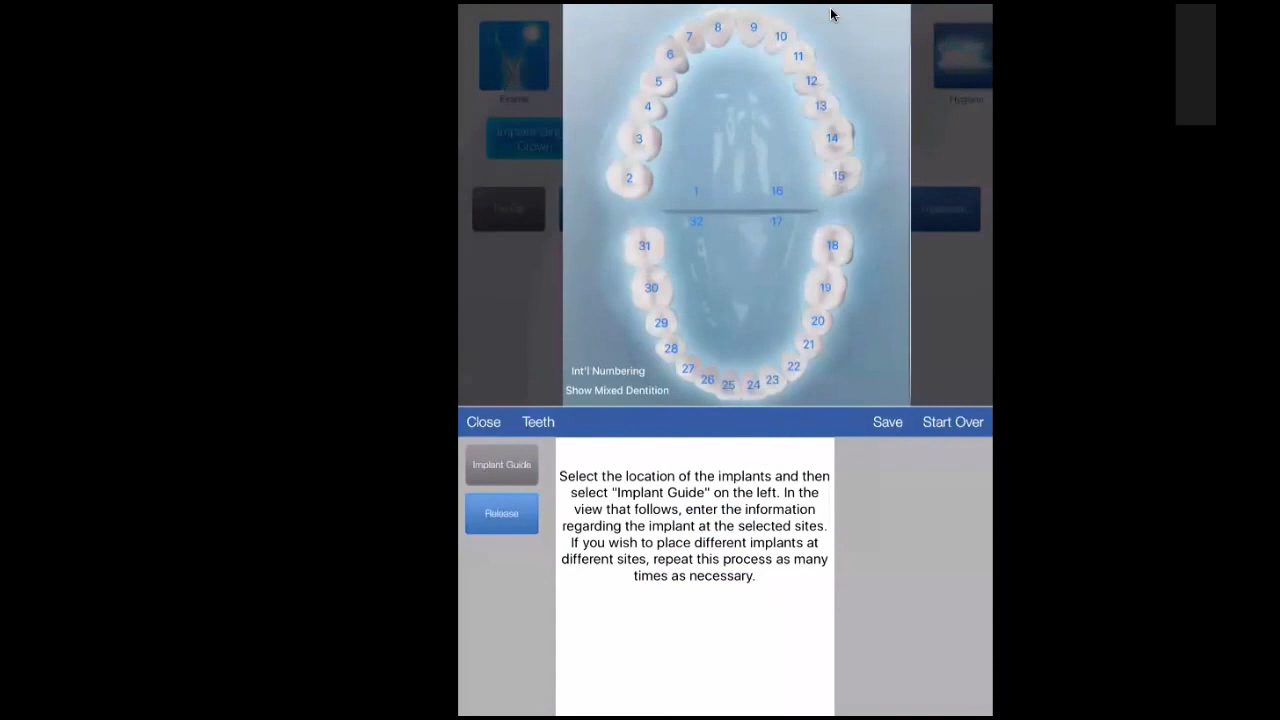 8 9
7 10
6 11
5 12
4 13
3 14
2 15
1 16
32 17
31 18
30 19
29 20
28 21
27 22
26 25 24 23
Exams
Hygiene
Implant
Int'l Numbering
Show Mixed Dentition
Close Teeth Save Start Over
Implant Guide
Release
Select the location of the implants and then
select "Implant Guide" on the left. In the
view that follows, enter the information
regarding the implant at the selected sites.
If you wish to place different implants at
different sites, repeat this process as many
times as necessary.